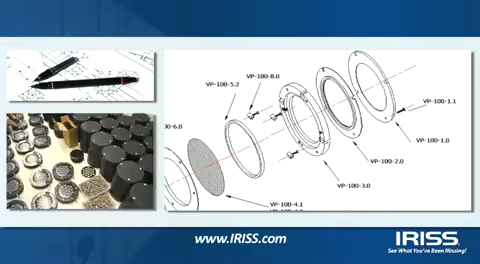 VP-100-8.0
VP-100-5.2
VP-100-1.1
VP-100-1.0
VP-100-2.0
VP-100-3.0
VP-100-4.1
www.IRISS.com
IRISS
See What You've Been Missing!